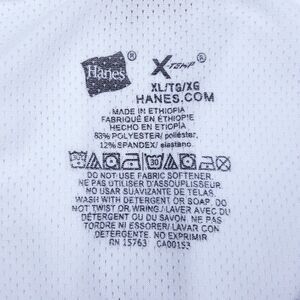 Hanes® X-TEMP®
XL/TG/XG
HANES.COM
MADE IN ETHIOPIA
FABRIQUÉ EN ÉTHIOPIE
HECHO EN ETIOPÍA
83% POLYESTER/ poliéster,
12% SPANDEX/ elastano.
DO NOT USE FABRIC SOFTENER.
NE PAS UTILISER D'ASSOUPLISSEUR.
NO USAR SUAVIZANTE DE TELAS.
WASH WITH DETERGENT OR SOAP. DO
NOT TWIST OR WRING/LAVER AVEC DU
DÉTERGENT OU DU SAVON. NE PAS
TORDRE NI ESSORER/ LAVAR CON
DETERGENTE. NO EXPRIMIR
RN 15763 CA00153